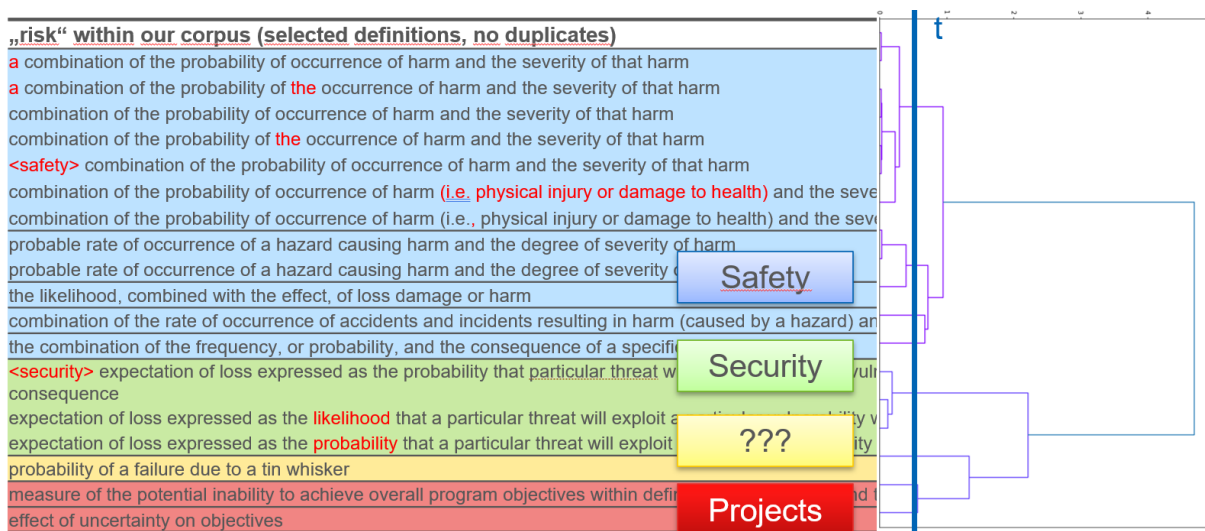 „risk“ within our corpus (selected definitions, no duplicates)
a combination of the probability of occurrence of harm and the severity of that harm
a combination of the probability of the occurrence of harm and the severity of that harm
combination of the probability of occurrence of harm and the severity of that harm
combination of the probability of the occurrence of harm and the severity of that harm
<safety> combination of the probability of occurrence of harm and the severity of that harm
combination of the probability of occurrence of harm (i.e. physical injury or damage to health) and the
combination of the probability of occurrence of harm (i.e., physical injury or damage to health) and the
probable rate of occurrence of a hazard causing harm and the degree of severity of harm
probable rate of occurrence of a hazard causing harm and the degree of severity
the likelihood, combined with the effect, of loss damage or harm
combination of the rate of occurrence of accidents and incidents resulting in harm (caused by a hazard)
the combination of the frequency, or probability, and the consequence of a
<security> expectation of loss expressed as the probability that particular threat
consequence
expectation of loss expressed as the likelihood that a particular threat will exploit
expectation of loss expressed as the probability that a particular threat will exploit
probability of a failure due to a tin whisker
measure of the potential inability to achieve overall program objectives within
effect of uncertainty on objectives
Safety
Security
???
Projects
0 1 2 3 4
t